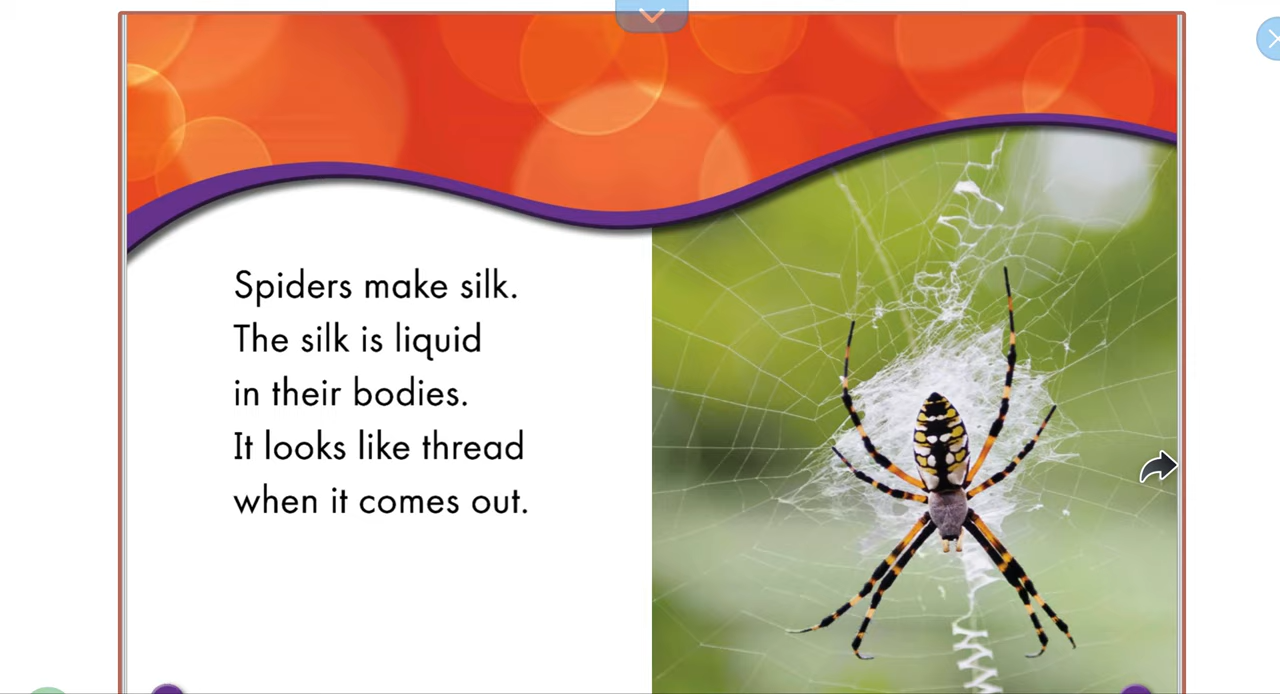 Spiders make silk.
The silk is liquid
in their bodies.
It looks like thread
when it comes out.